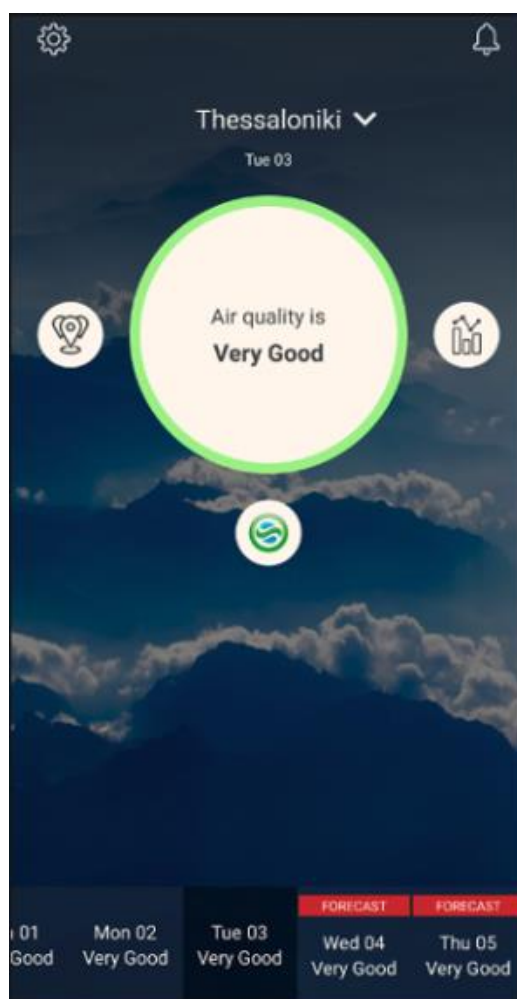 Thessaloniki
Tue 03
Air quality is
Very Good
01
Good
Mon 02
Very Good
Tue 03
Very Good
FORECAST
Wed 04
Very Good
FORECAST
Thu 05
Very Good